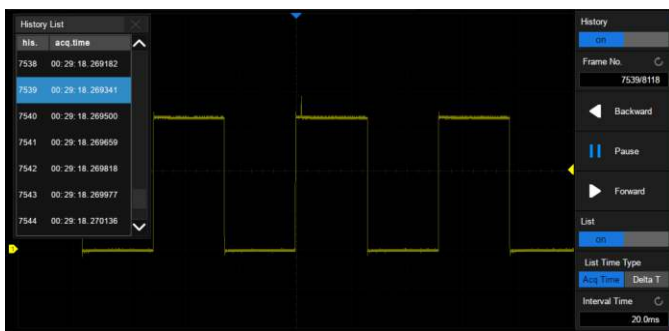 History List
his. acq.time
7538 00: 29: 18. 269182
7539 00: 29: 18. 269341
7540 00: 29: 18. 269500
7541 00: 29: 18. 269659
7542 00: 29: 18. 269818
7543 00: 29: 18. 269977
7544 00: 29: 18. 270136
1
History
on
Frame No.
7539/8118
Backward
Pause
Forward
List
on
List Time Type
Acq Time Delta T
Interval Time
20.0ms